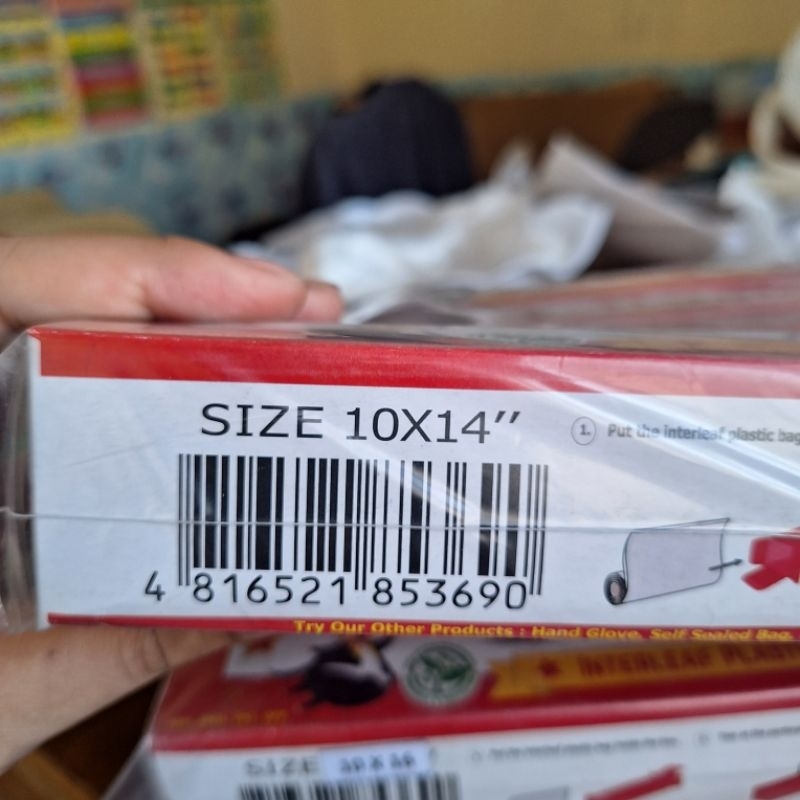 SIZE 10X14”
1. Put the interleaf plastic bag
4 816521 853690
Try Our Other Products : Hand Glove, Self Sealed Bag,
INTERLEAF PLAST
SIZE